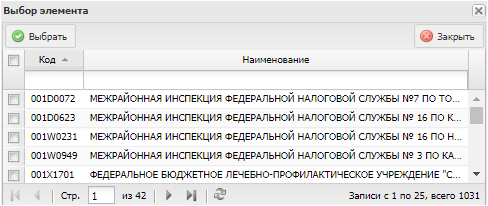 Выбор элемента
Выбрать Закрыть
Код Наименование
001D0072 МЕЖРАЙОННАЯ ИНСПЕКЦИЯ ФЕДЕРАЛЬНОЙ НАЛОГОВОЙ СЛУЖБЫ №7 ПО ТО...
001D0623 МЕЖРАЙОННАЯ ИНСПЕКЦИЯ ФЕДЕРАЛЬНОЙ НАЛОГОВОЙ СЛУЖБЫ № 16 ПО К...
001W0231 МЕЖРАЙОННАЯ ИНСПЕКЦИЯ ФЕДЕРАЛЬНОЙ НАЛОГОВОЙ СЛУЖБЫ № 16 ПО Н...
001W0949 МЕЖРАЙОННАЯ ИНСПЕКЦИЯ ФЕДЕРАЛЬНОЙ НАЛОГОВОЙ СЛУЖБЫ № 3 ПО КА...
001X1701 ФЕДЕРАЛЬНОЕ БЮДЖЕТНОЕ ЛЕЧЕБНО-ПРОФИЛАКТИЧЕСКОЕ УЧРЕЖДЕНИЕ "С...
Стр. 1 из 42 Записи с 1 по 25, всего 1031